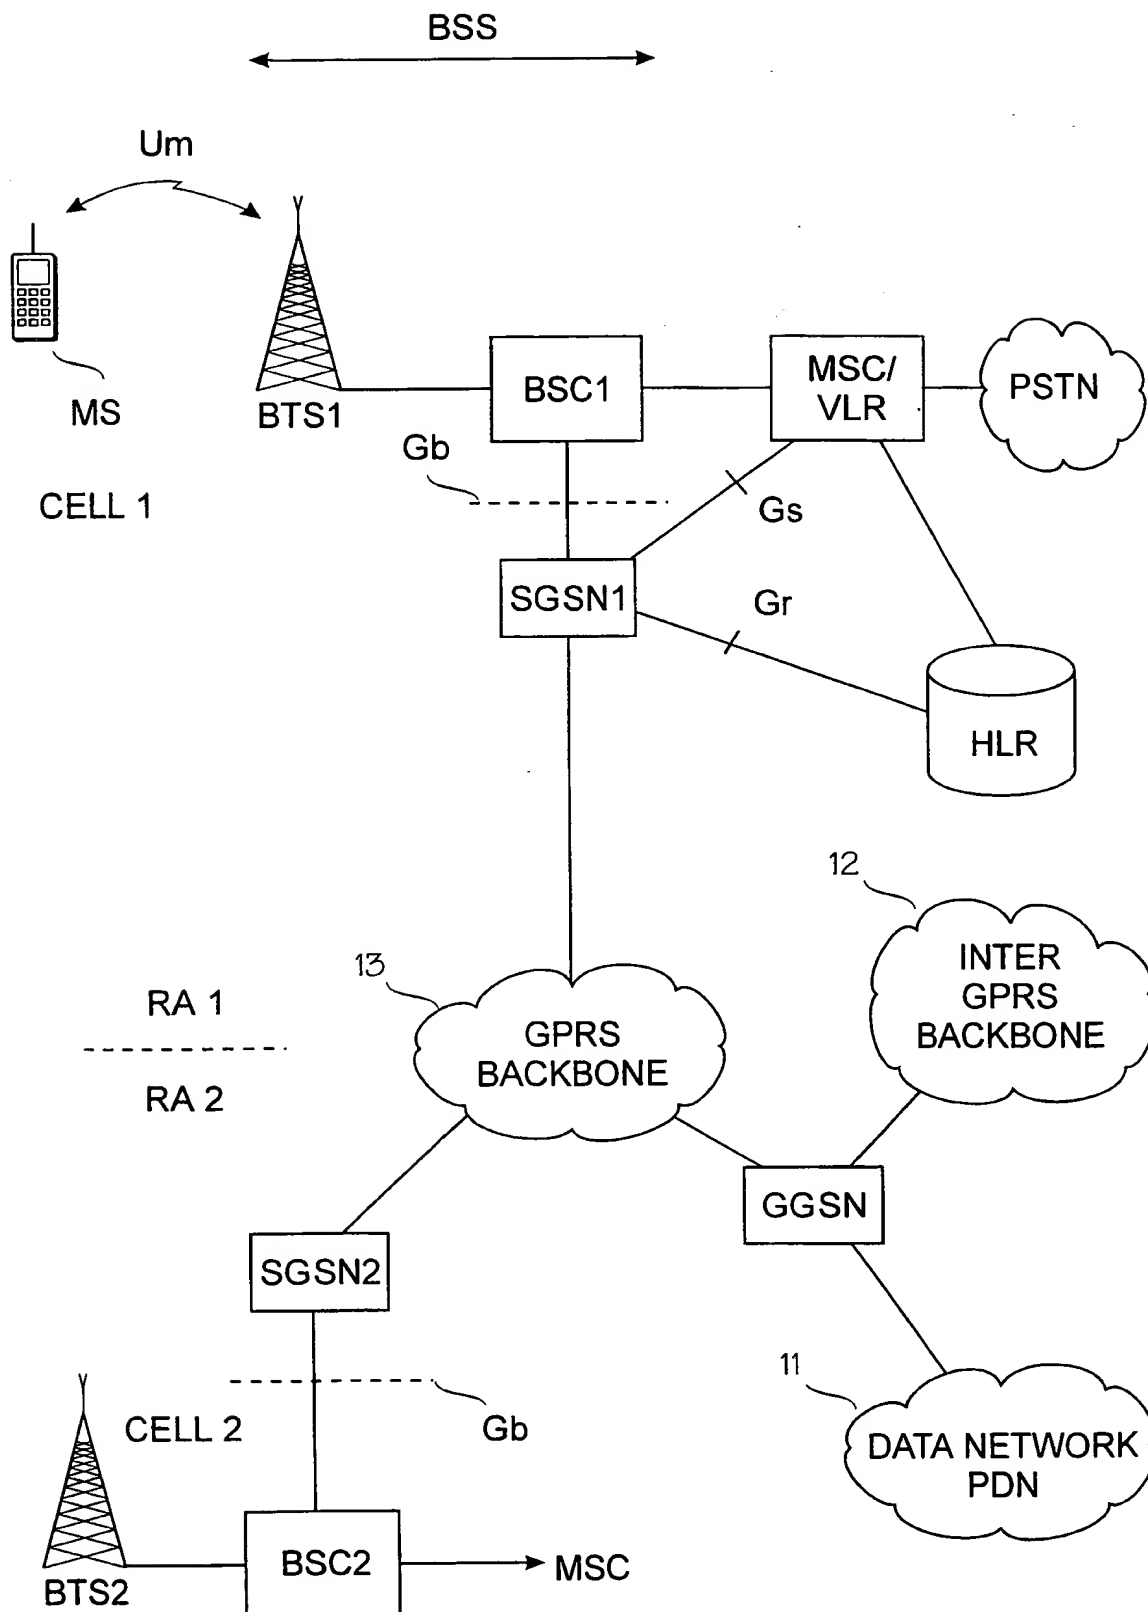 BSS
Um
MS
BTS1
BSC1
MSC/
VLR
PSTN
CELL 1
Gb
Gs
SGSN1
Gr
HLR
12
INTER
GPRS
BACKBONE
13
GPRS
BACKBONE
RA 1
RA 2
GGSN
SGSN2
11
DATA NETWORK
PDN
CELL 2
Gb
BTS2
BSC2
MSC